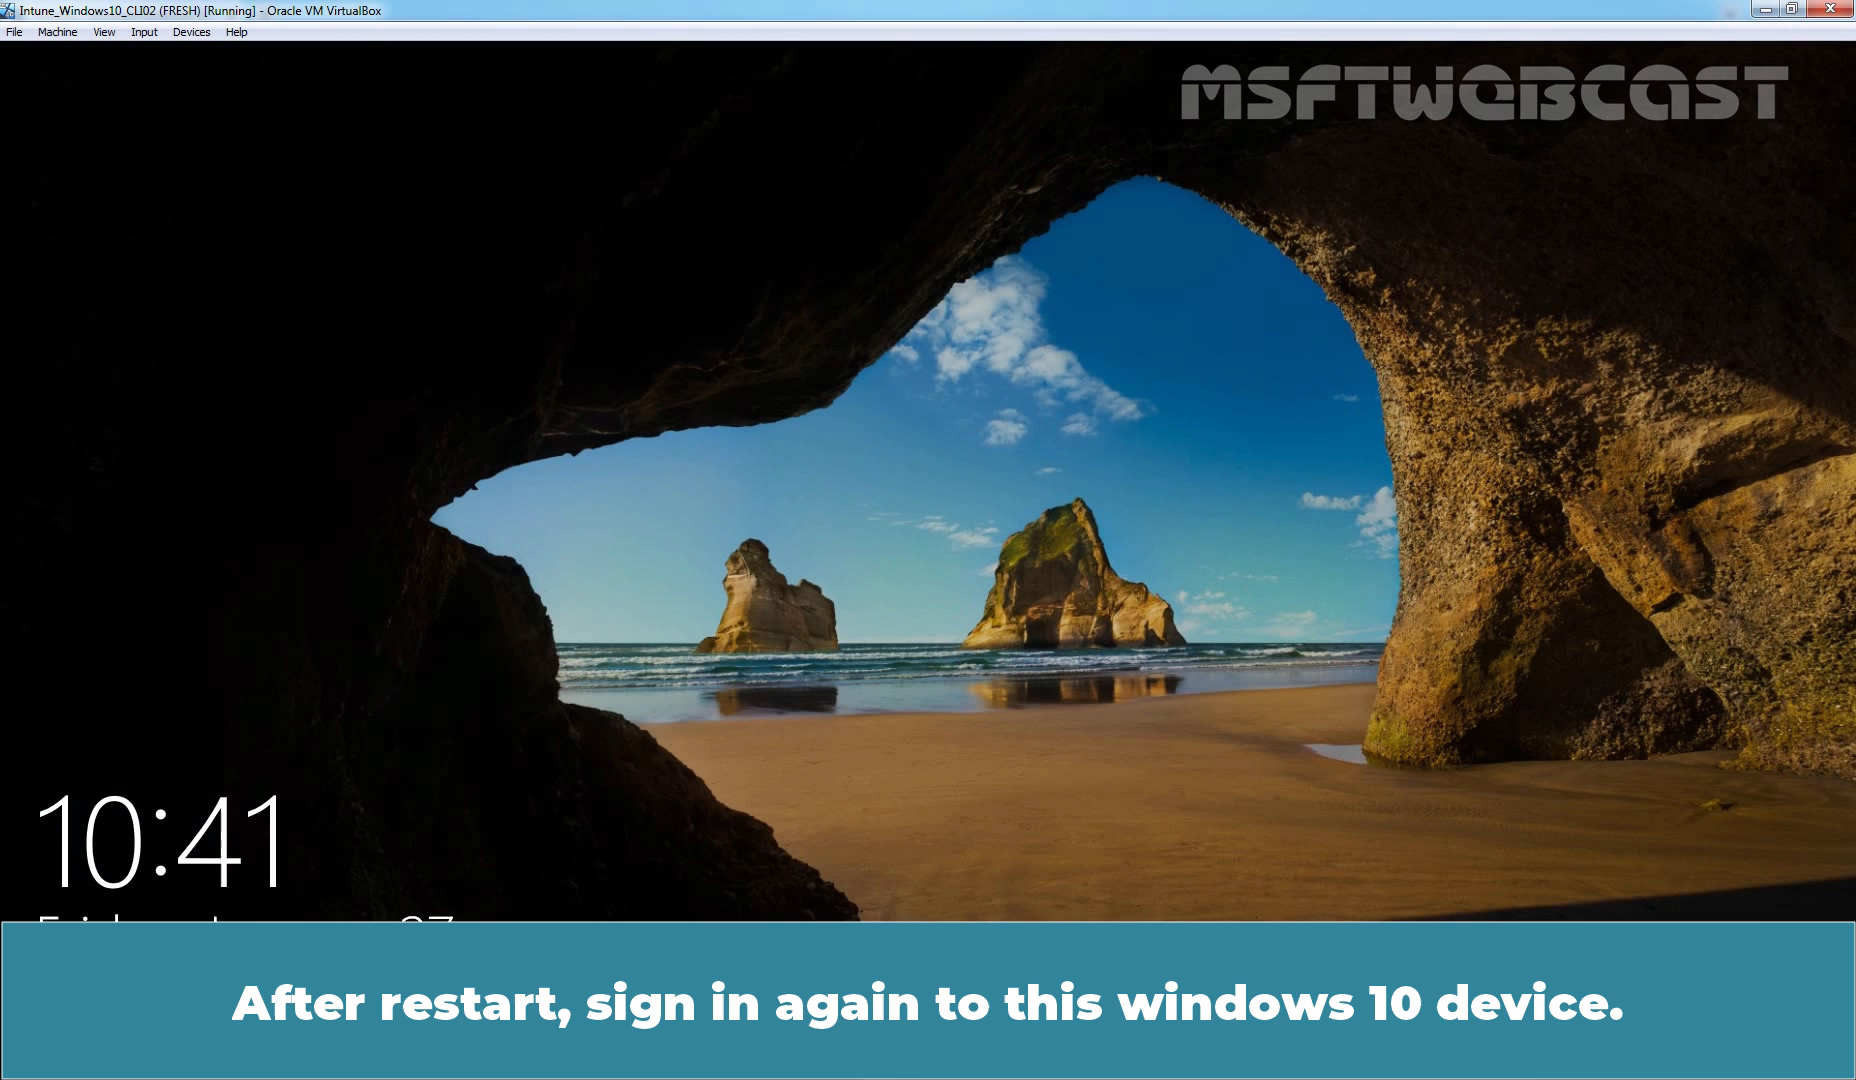 Intune_Windows10_CLI02 (FRESH) [Running] - Oracle VM VirtualBox
File Machine View Input Devices Help
MSFTWEBCAST
10:41
After restart, sign in again to this windows 10 device.